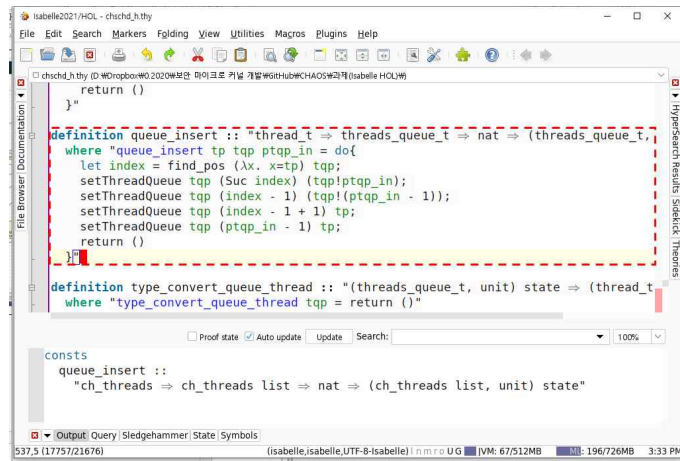 Isabelle2021/HOL - chschd_h.thy
File Edit Search Markers Folding View Utilities Macros Plugins Help
chschd_h.thy (D:₩Dropbox₩0.2020₩보안 마이크로 커널 개발₩GitHub₩CHAOS₩과제(Isabelle HOL)₩)
return ()
}"
definition queue_insert :: "thread_t ⇒ threads_queue_t ⇒ nat ⇒ (threads_queue_t,
where "queue_insert tp tqp ptqp_in = do{
let index = find_pos (λx. x=tp) tqp;
setThreadQueue tqp (Suc index) (tqp!ptqp_in);
setThreadQueue tqp (index - 1) (tqp!(ptqp_in - 1));
setThreadQueue tqp (index - 1 + 1) tp;
setThreadQueue tqp (ptqp_in - 1) tp;
return ()
}"
definition type_convert_queue_thread :: "(threads_queue_t, unit) state ⇒ (thread_t
where "type_convert_queue_thread tqp = return ()"
File Browser Documentation
HyperSearch Results Sidekick Theories
Proof state Auto update Update Search: 100%
consts
queue_insert ::
"ch_threads ⇒ ch_threads list ⇒ nat ⇒ (ch_threads list, unit) state"
Output Query Sledgehammer State Symbols
537,5 (17757/21676) (isabelle,isabelle,UTF-8-Isabelle) n m r o U G JVM: 67/512MB ML: 196/726MB 3:33 PM